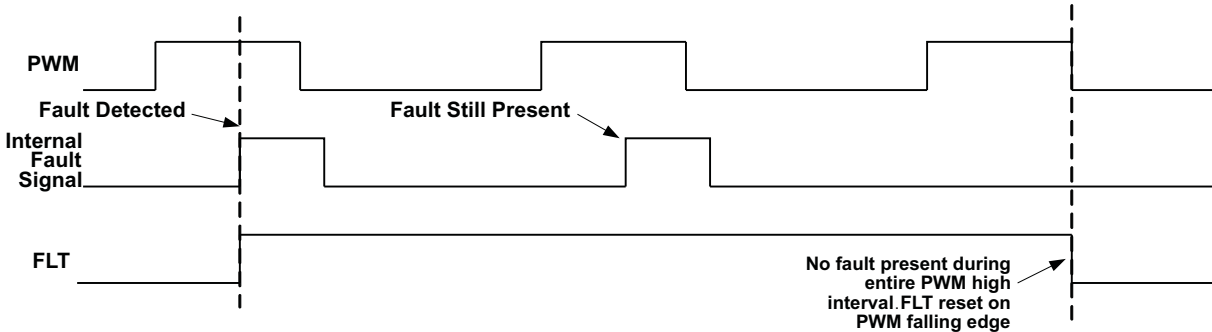 PWM
Fault Detected
Fault Still Present
Internal
Fault
Signal
FLT
No fault present during
entire PWM high
interval.FLT reset on
PWM falling edge